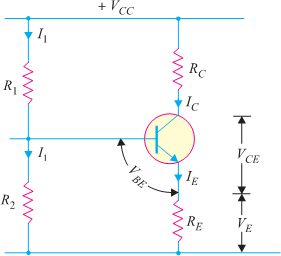 + V_CC
I_1
R_1
R_C
I_C
I_1
V_BE
I_E
V_CE
R_2
R_E
V_E